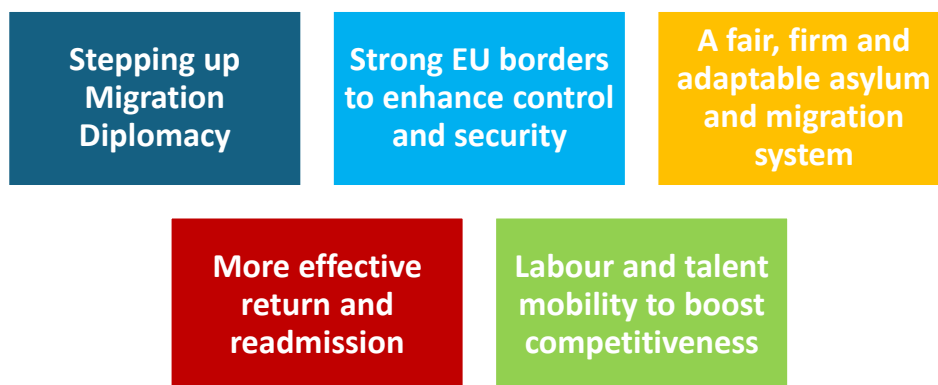 Stepping up
Migration
Diplomacy
Strong EU borders
to enhance control
and security
A fair, firm and
adaptable asylum
and migration
system
More effective
return and
readmission
Labour and talent
mobility to boost
competitiveness